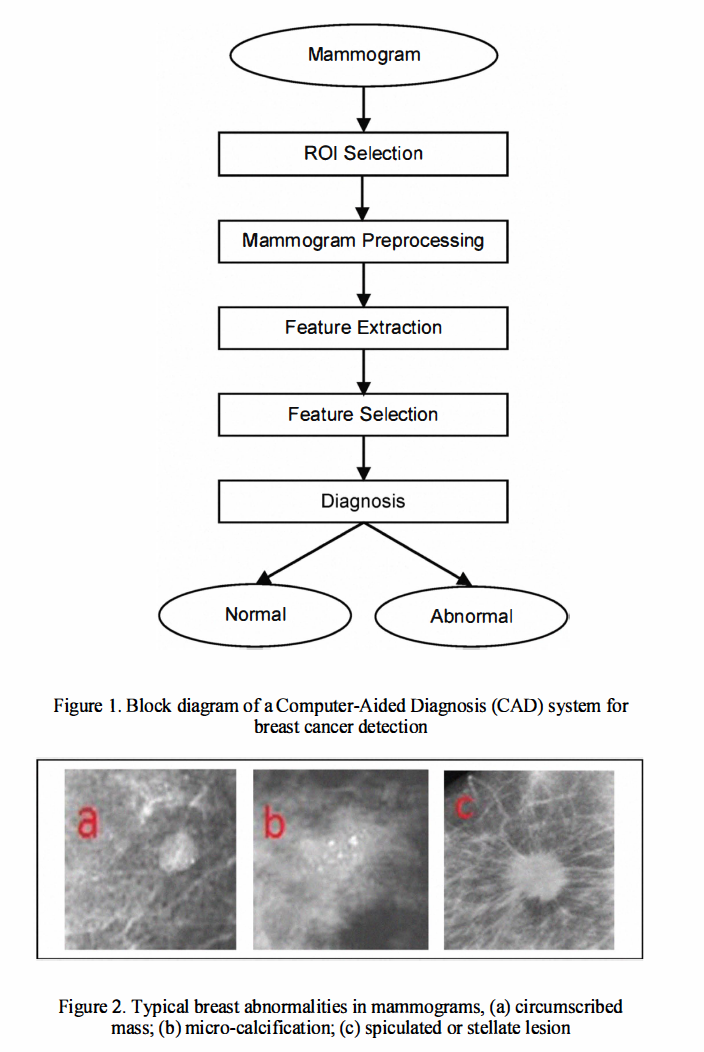 Mammogram
ROI Selection
Mammogram Preprocessing
Feature Extraction
Feature Selection
Diagnosis
Normal
Abnormal
Figure 1. Block diagram of a Computer-Aided Diagnosis (CAD) system for
breast cancer detection
a
b
c
Figure 2. Typical breast abnormalities in mammograms, (a) circumscribed
mass; (b) micro-calcification; (c) spiculated or stellate lesion